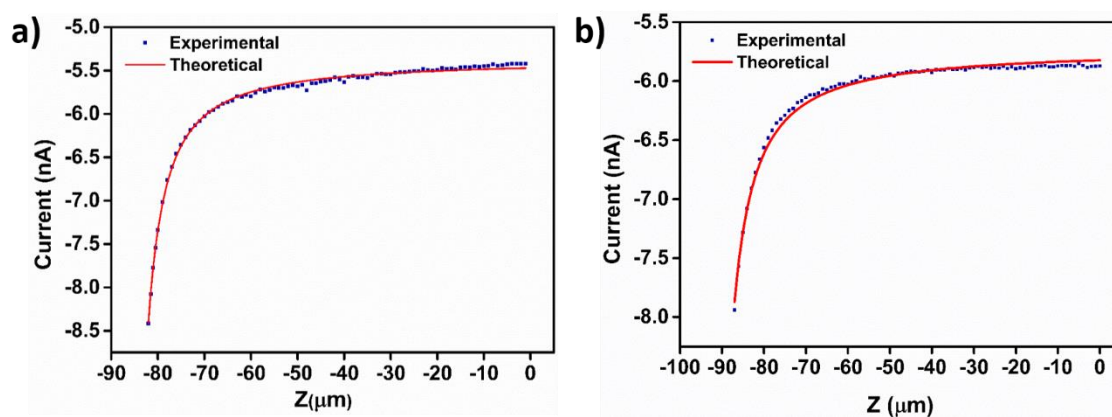 a)
Experimental
Theoretical
Current (nA)
-5.0
-5.5
-6.0
-6.5
-7.0
-7.5
-8.0
-8.5
-90 -80 -70 -60 -50 -40 -30 -20 -10 0
Z(μm)
b)
Experimental
Theoretical
Current (nA)
-5.5
-6.0
-6.5
-7.0
-7.5
-8.0
-100 -90 -80 -70 -60 -50 -40 -30 -20 -10 0
Z (μm)